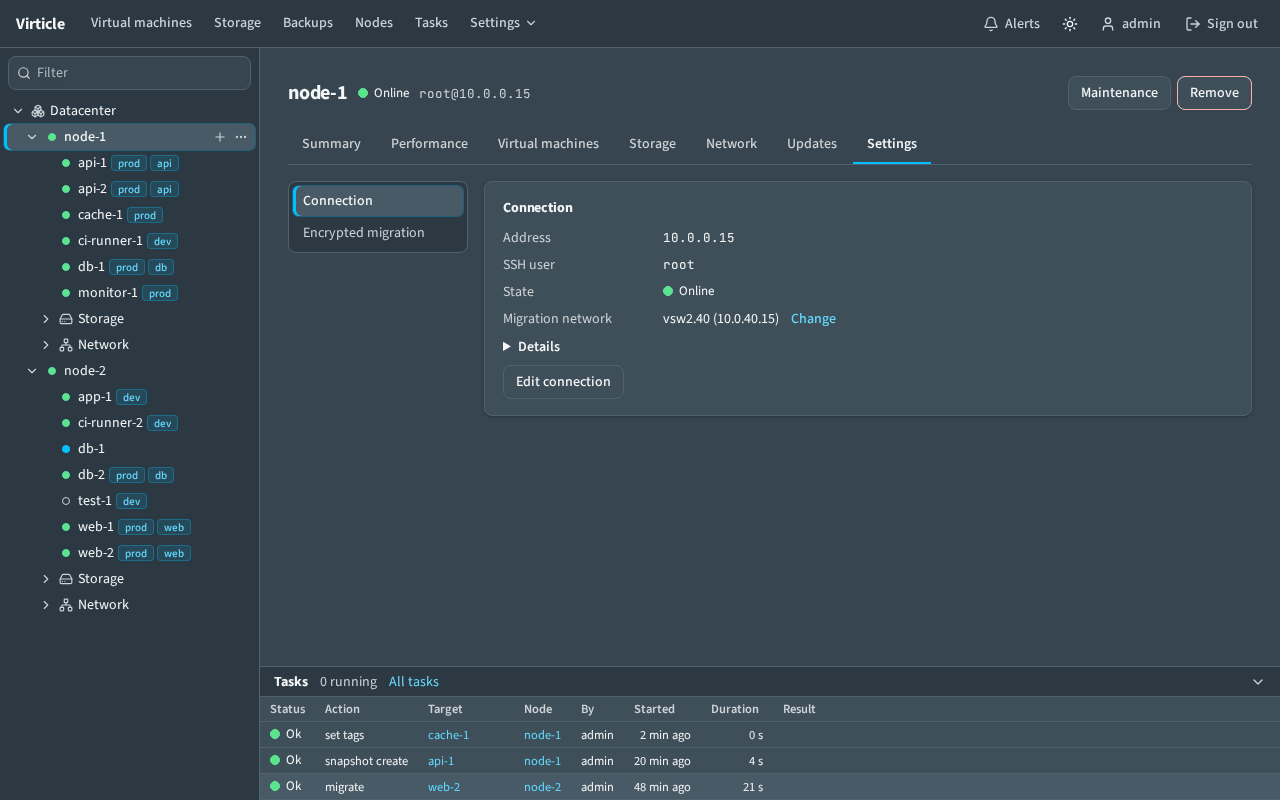 Virticle Virtual machines Storage Backups Nodes Tasks Settings Alerts admin Sign out
Filter
Datacenter
node-1
api-1 prod api
api-2 prod api
cache-1 prod
ci-runner-1 dev
db-1 prod db
monitor-1 prod
Storage
Network
node-2
app-1 dev
ci-runner-2 dev
db-1
db-2 prod db
test-1 dev
web-1 prod web
web-2 prod web
Storage
Network
node-1 Online root@10.0.0.15 Maintenance Remove
Summary Performance Virtual machines Storage Network Updates Settings
Connection
Encrypted migration
Connection
Address 10.0.0.15
SSH user root
State Online
Migration network vsw2.40 (10.0.40.15) Change
Details
Edit connection
Tasks 0 running All tasks
Status Action Target Node By Started Duration Result
Ok set tags cache-1 node-1 admin 2 min ago 0 s
Ok snapshot create api-1 node-1 admin 20 min ago 4 s
Ok migrate web-2 node-2 admin 48 min ago 21 s